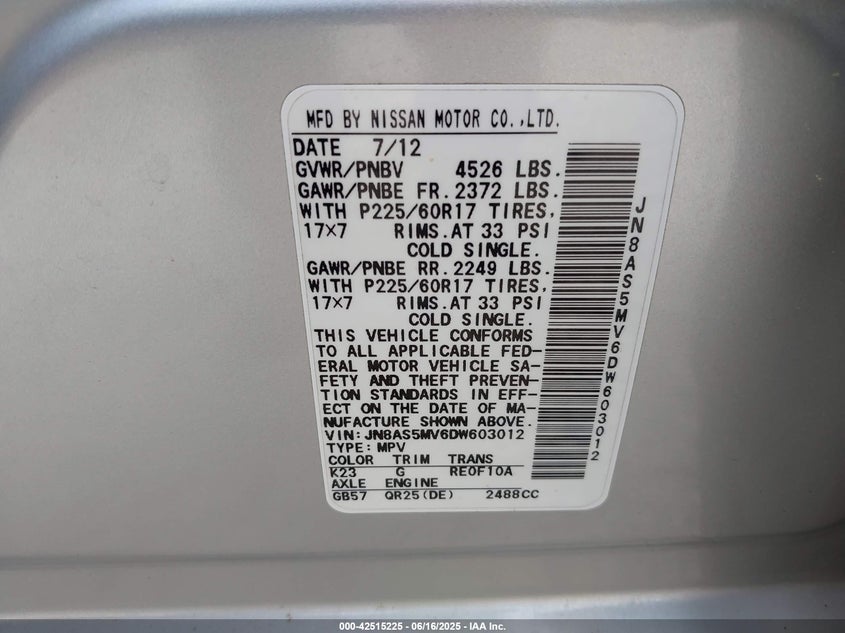 MFD BY NISSAN MOTOR CO.,LTD.
DATE 7/12
GVWR/PNBV 4526 LBS.
GAWR/PNBE FR. 2372 LBS.
WITH P225/60R17 TIRES,
17×7 RIMS.AT 33 PSI
COLD SINGLE.
GAWR/PNBE RR. 2249 LBS.
WITH P225/60R17 TIRES,
17×7 RIMS.AT 33 PSI
COLD SINGLE.
THIS VEHICLE CONFORMS
TO ALL APPLICABLE FED-
ERAL MOTOR VEHICLE SA-
FETY AND THEFT PREVEN-
TION STANDARDS IN EFF-
ECT ON THE DATE OF MA-
NUFACTURE SHOWN ABOVE.
VIN: JN8AS5MV6DW603012
TYPE: MPV
COLOR TRIM TRANS
K23 G RE0F10A
AXLE ENGINE
GB57 QR25(DE) 2488CC
JN8AS5MV6DW603012
000-42515225 - 06/16/2025 - IAA Inc.